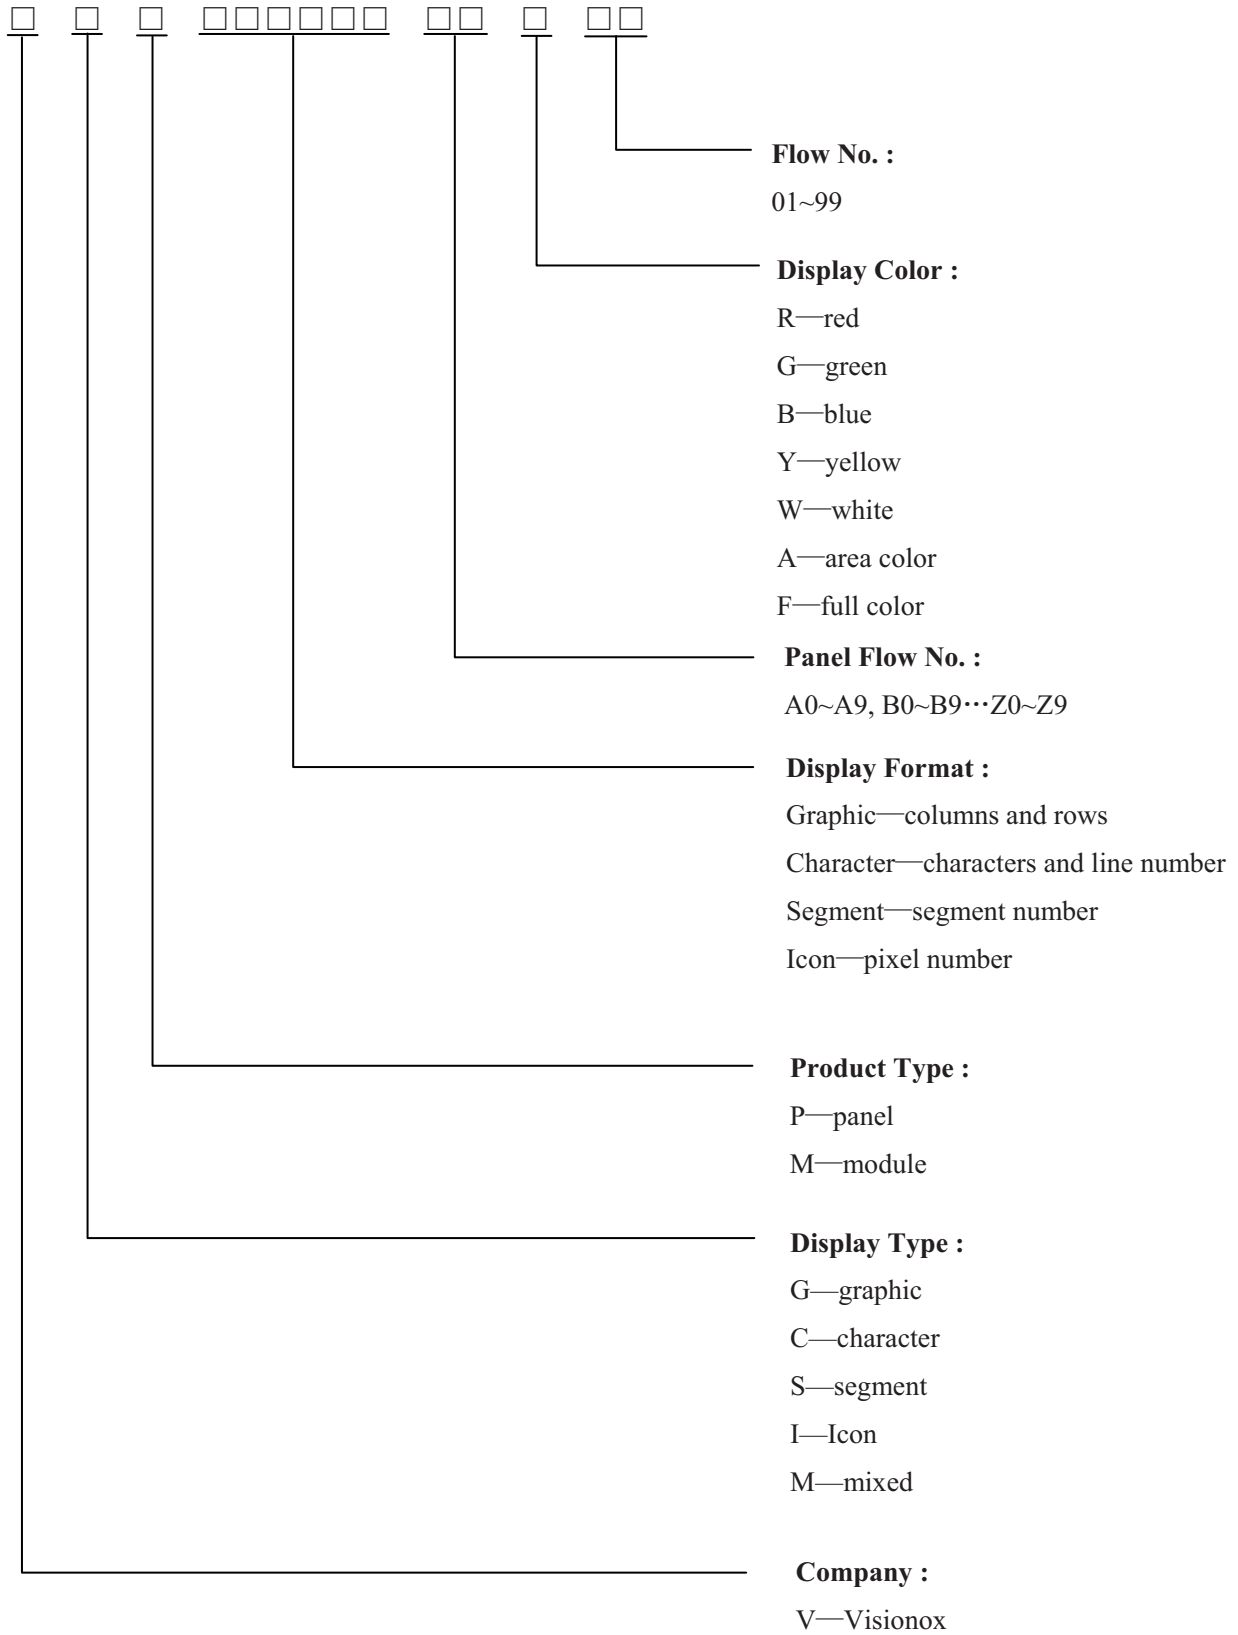 □ □ □ □□□□□□ □□ □ □□
Flow No. :
01~99
Display Color :
R—red
G—green
B—blue
Y—yellow
W—white
A—area color
F—full color
Panel Flow No. :
A0~A9, B0~B9⋯Z0~Z9
Display Format :
Graphic—columns and rows
Character—characters and line number
Segment—segment number
Icon—pixel number
Product Type :
P—panel
M—module
Display Type :
G—graphic
C—character
S—segment
I—Icon
M—mixed
Company :
V—Visionox